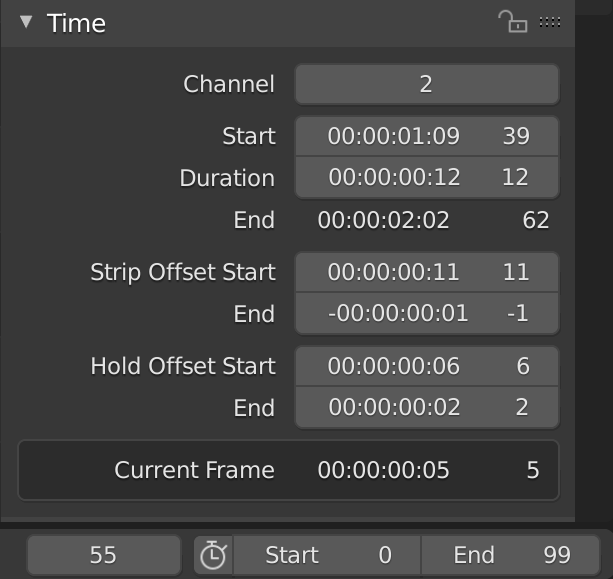 Time
Channel 2
Start 00:00:01:09 39
Duration 00:00:00:12 12
End 00:00:02:02 62
Strip Offset Start 00:00:00:11 11
End -00:00:00:01 -1
Hold Offset Start 00:00:00:06 6
End 00:00:00:02 2
Current Frame 00:00:00:05 5
55 Start 0 End 99